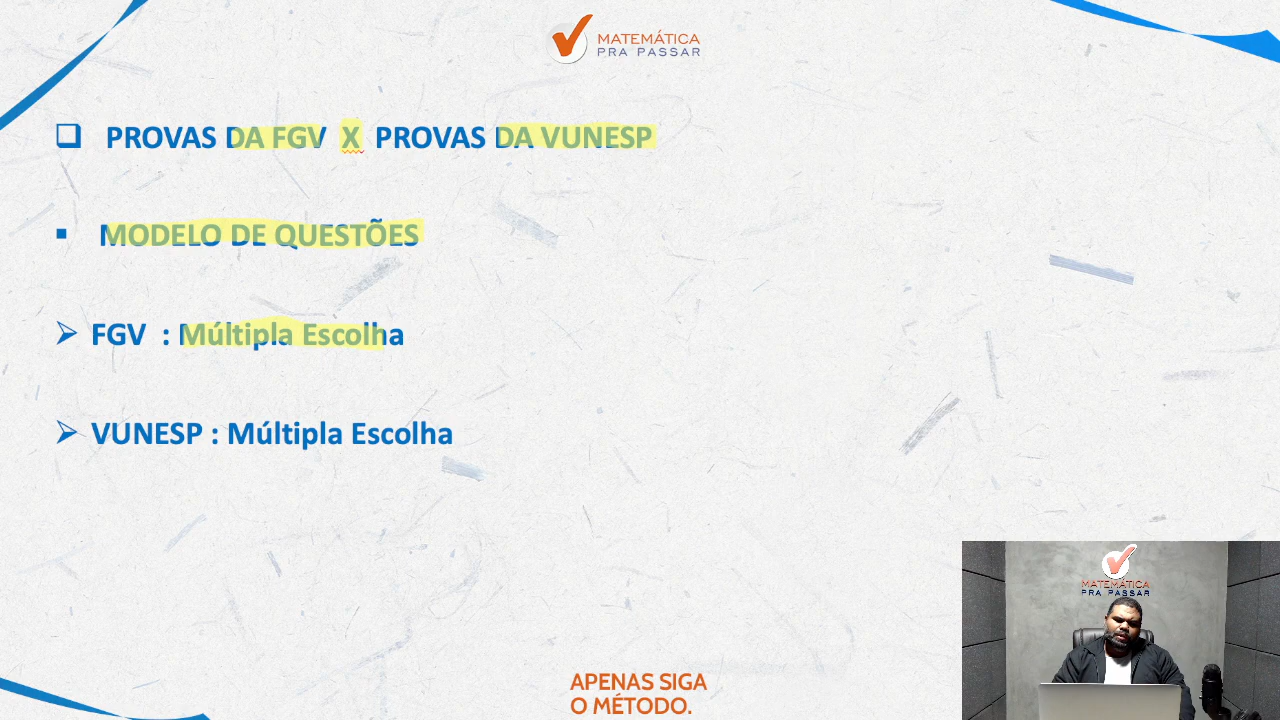 MATEMÁTICA
PRA PASSAR
PROVAS DA FGV X PROVAS DA VUNESP
MODELO DE QUESTÕES
FGV : Múltipla Escolha
VUNESP : Múltipla Escolha
MATEMÁTICA
PRA PASSAR
APENAS SIGA
O MÉTODO.